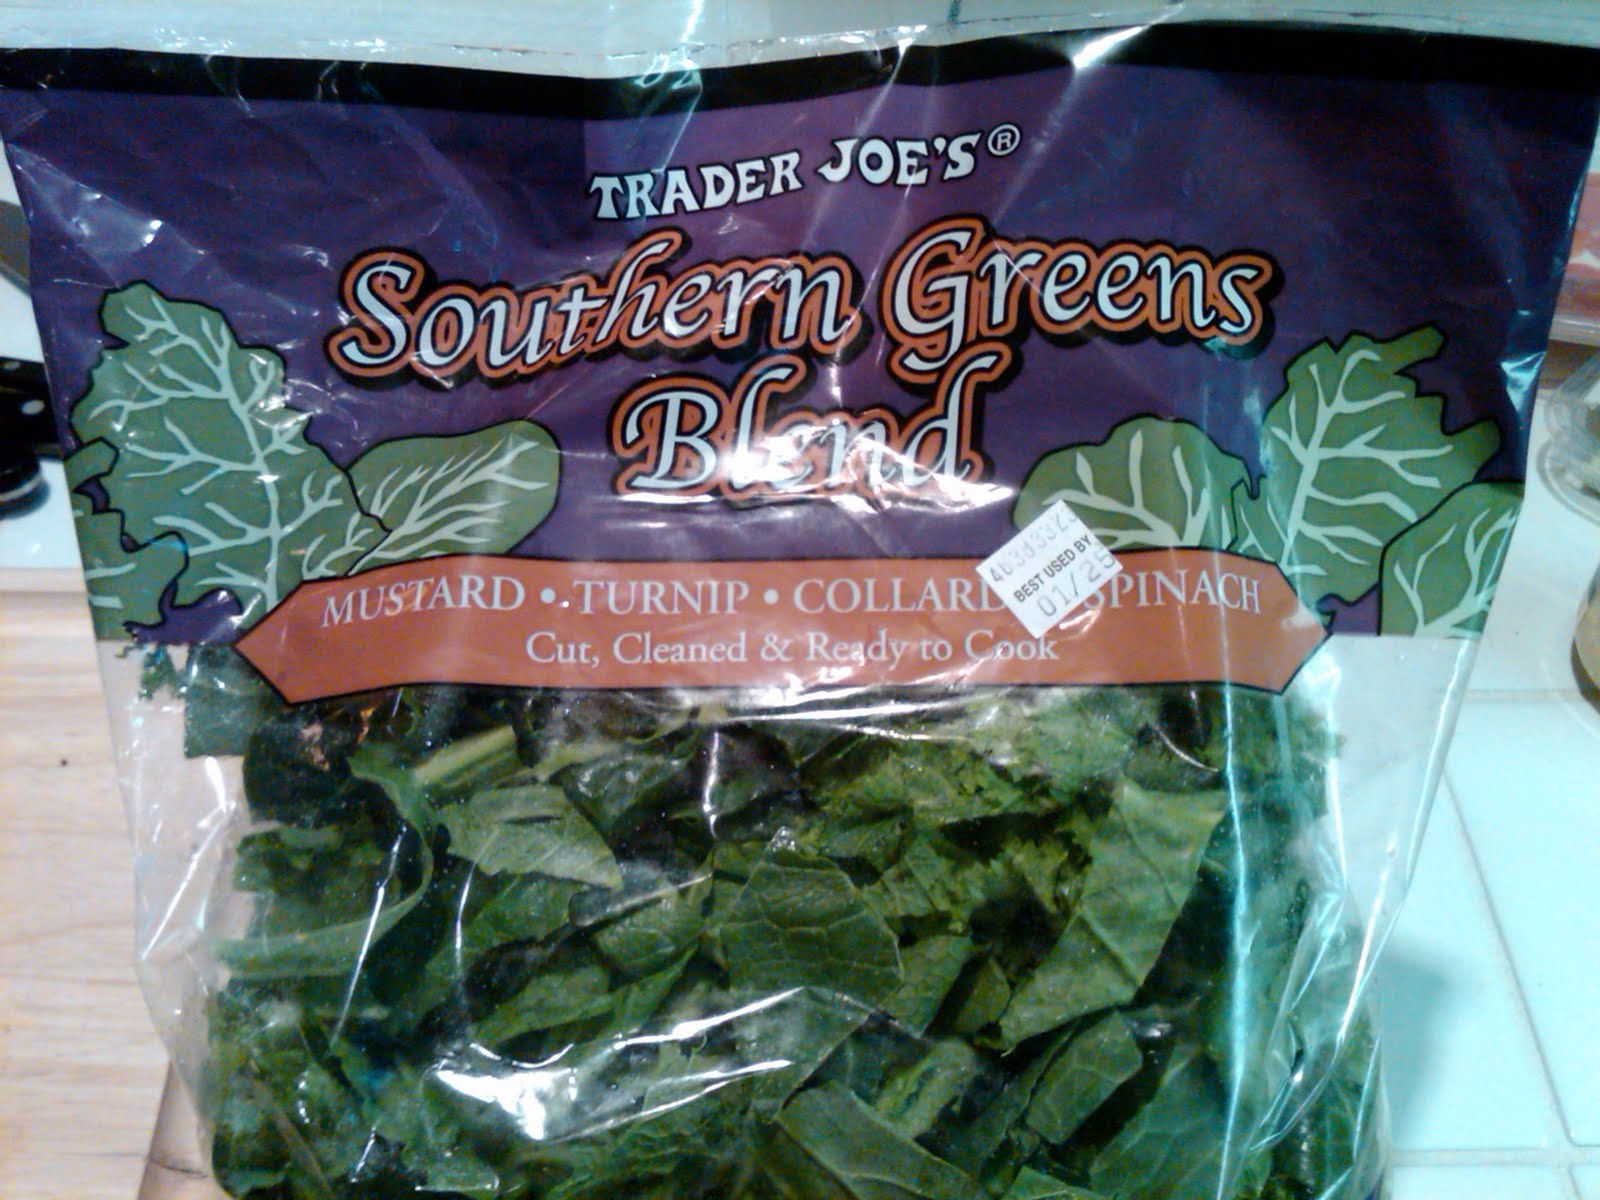 TRADER JOE'S®
Southern Greens
Blend
MUSTARD • TURNIP • COLLARD SPINACH
Cut, Cleaned & Ready to Cook
BEST USED BY
01/25